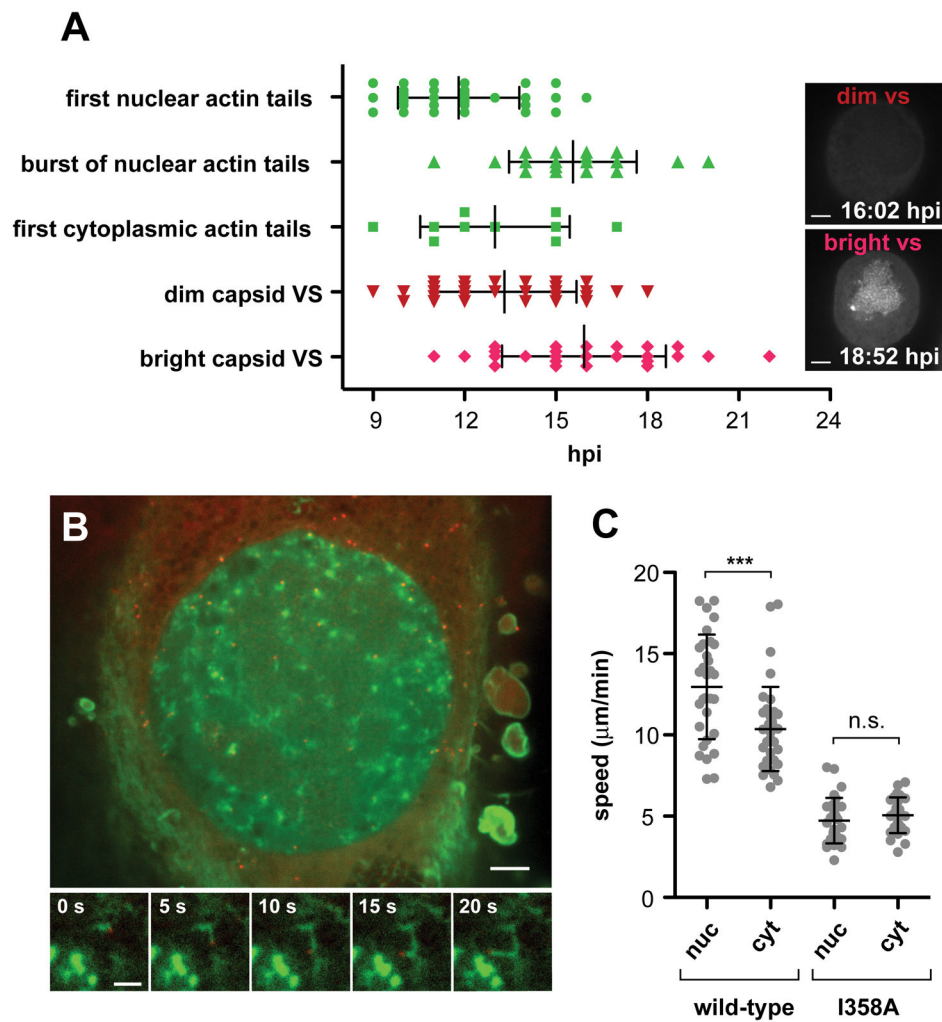 A
first nuclear actin tails
burst of nuclear actin tails
first cytoplasmic actin tails
dim capsid VS
bright capsid VS
9 12 15 18 21 24
hpi
dim vs
16:02 hpi
bright vs
18:52 hpi
B
0 s 5 s 10 s 15 s 20 s
C
***
n.s.
20
15
10
5
0
speed (μm/min)
nuc cyt nuc cyt
wild-type I358A